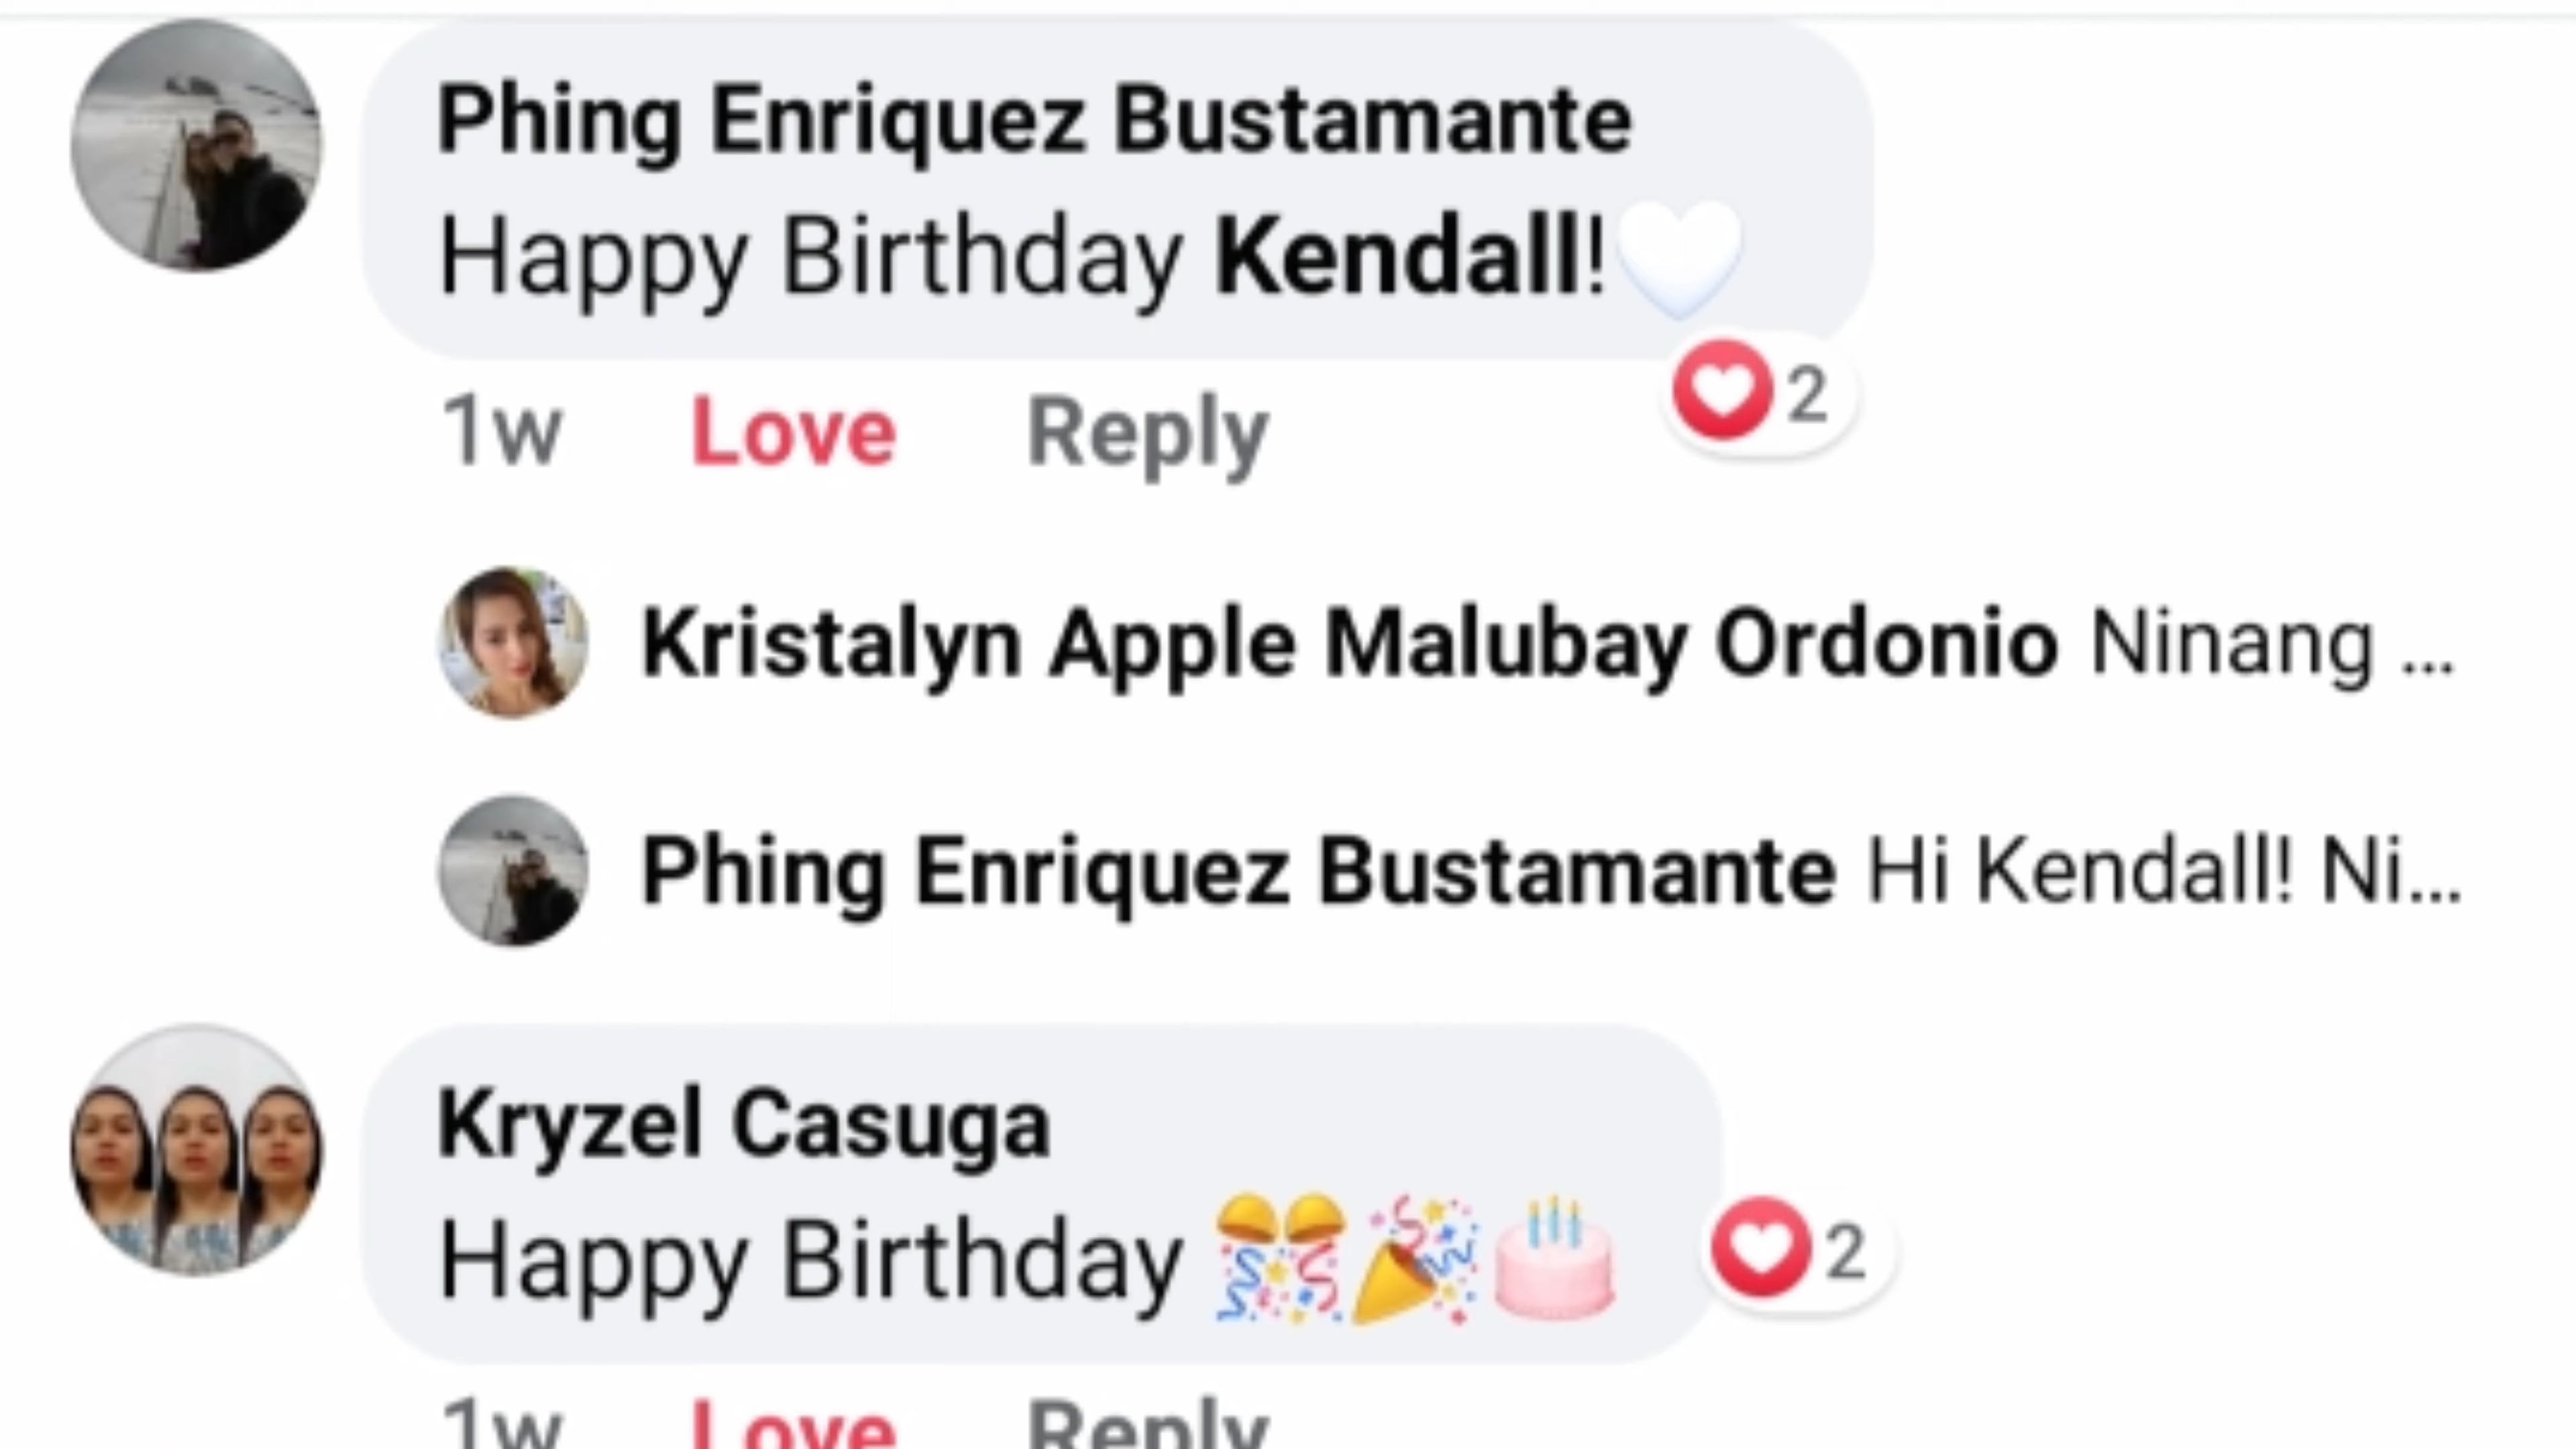 Phing Enriquez Bustamante
Happy Birthday Kendall!🤍
2
1w Love Reply
Kristalyn Apple Malubay Ordonio Ninang ...
Phing Enriquez Bustamante Hi Kendall! Ni...
Kryzel Casuga
Happy Birthday 🎊🎉🎂
2
1w Love Reply